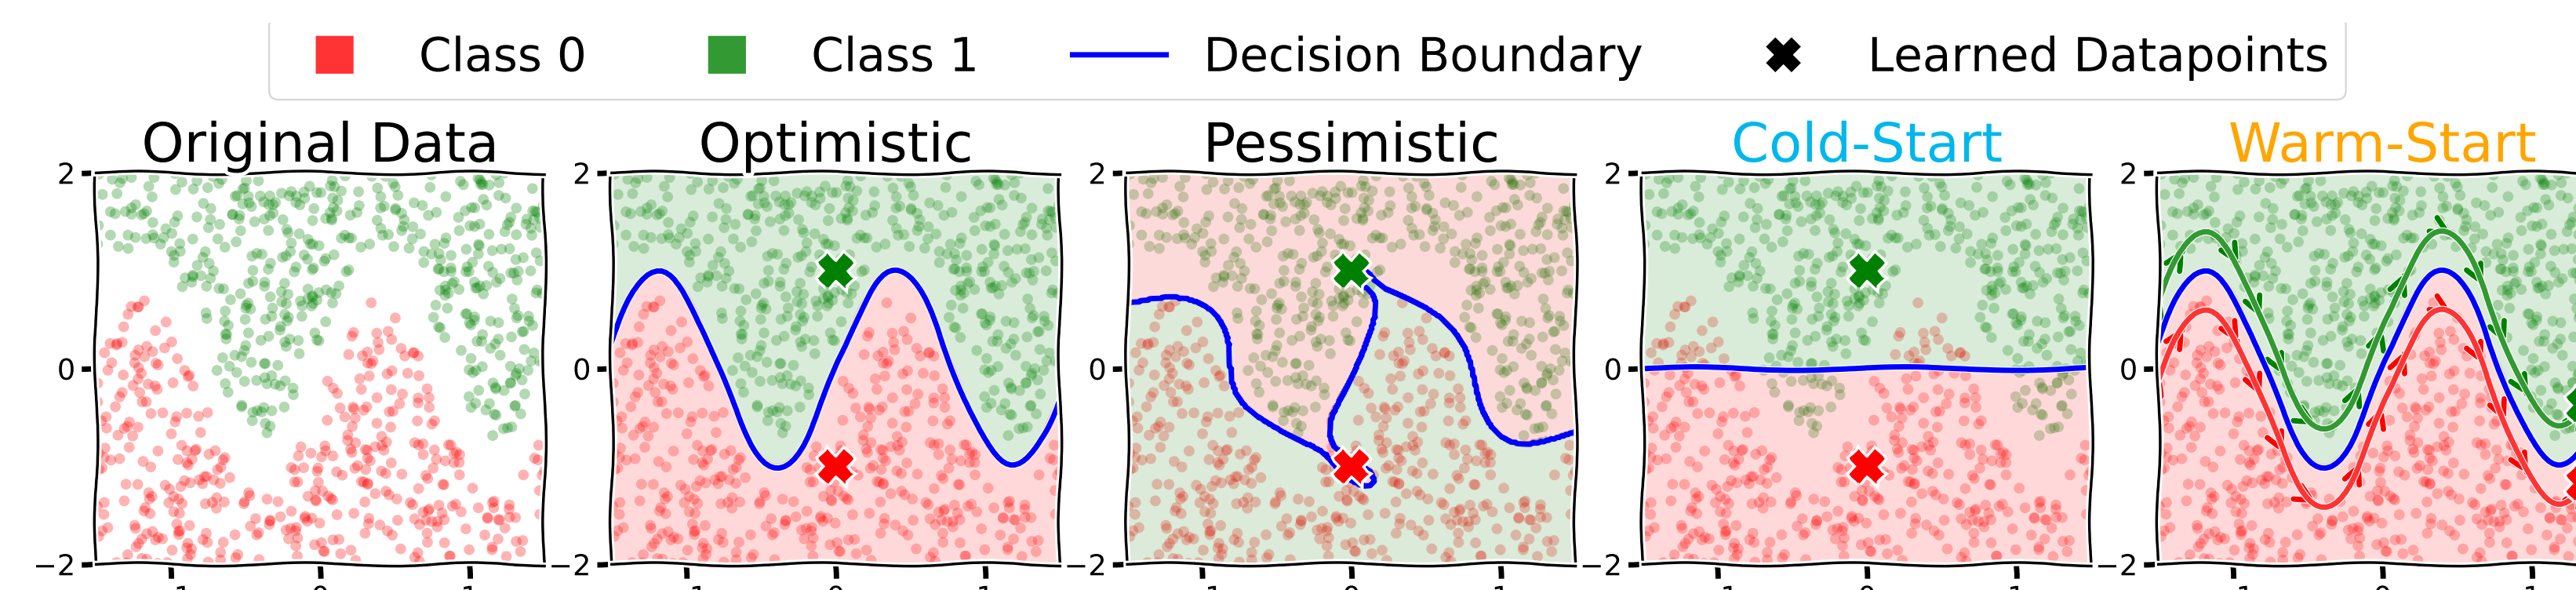 Class 0 Class 1 Decision Boundary Learned Datapoints
Original Data Optimistic Pessimistic Cold-Start Warm-Start
2 2 2 2 2
0 0 0 0 0
−2 −2 −2 −2 −2